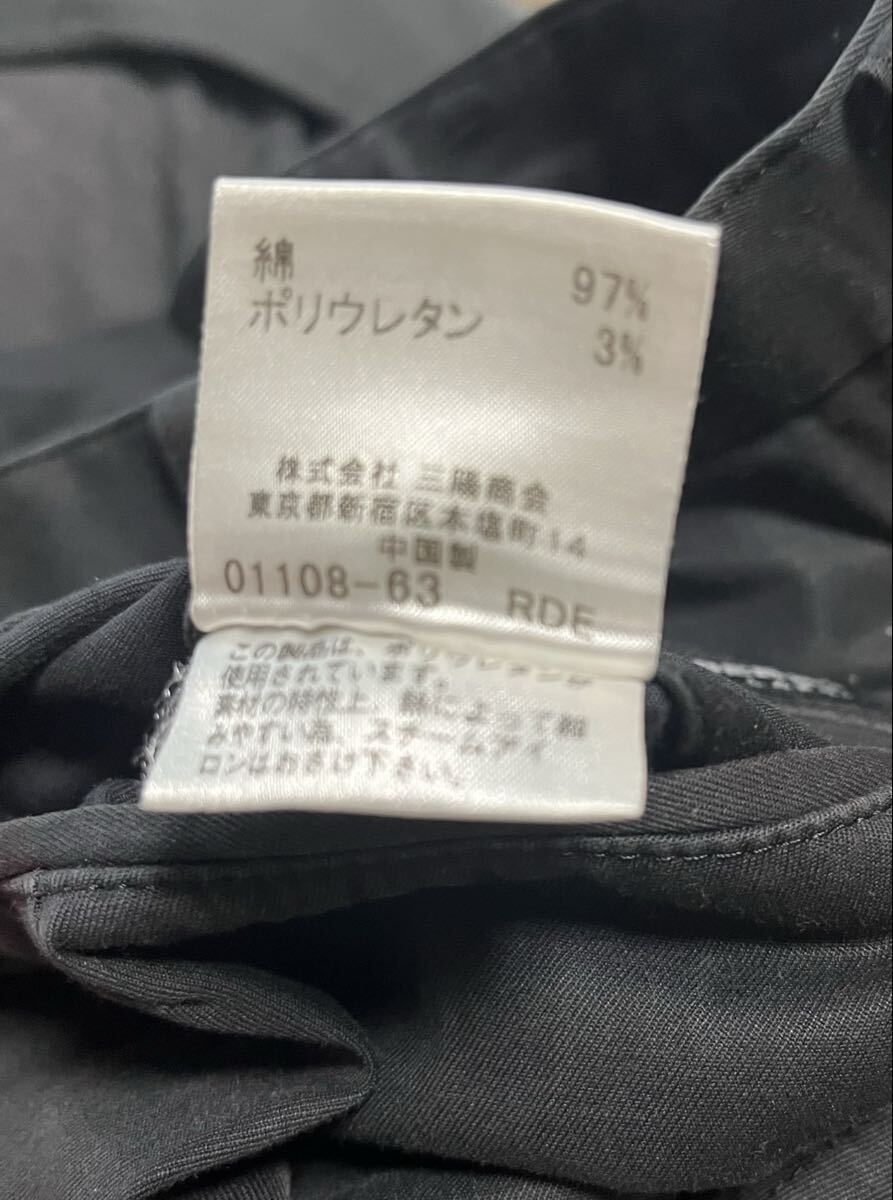 綿 97%
ポリウレタン 3%
株式会社 三陽商会
東京都新宿区本塩町14
中国製
01108-63 RDE
この製品は、ポリウレタンが
使用されています。
素材の特性上、熱によって縮
みやすい為、スチームアイ
ロンはおさけ下さい。